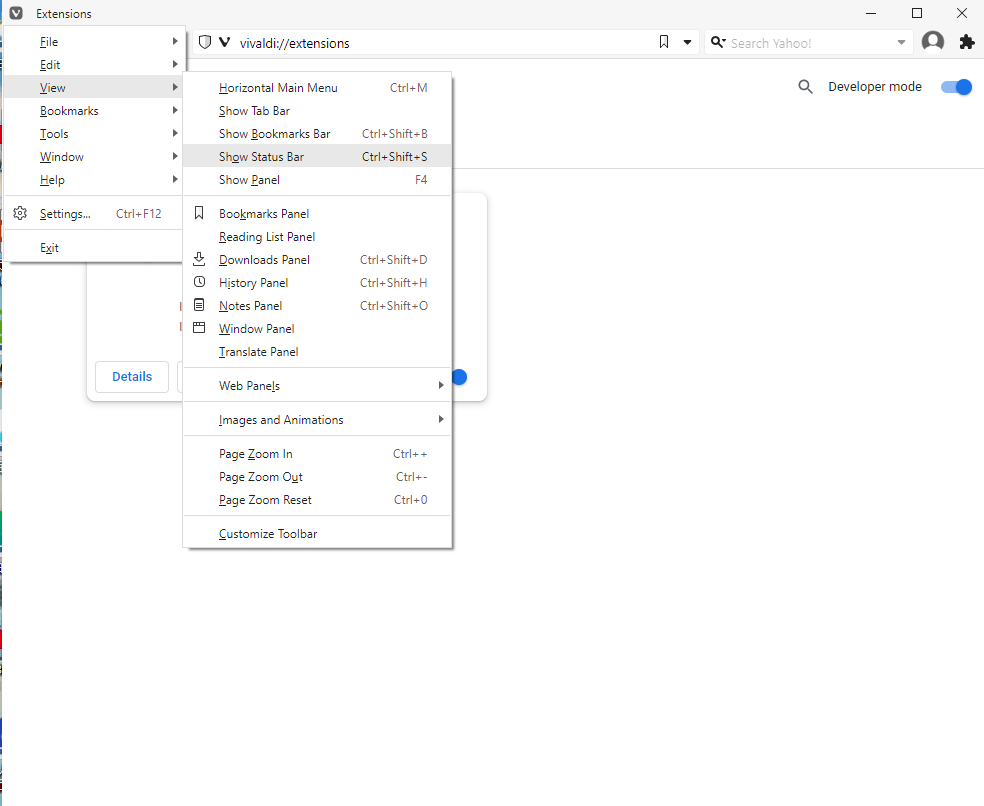 Extensions
vivaldi://extensions
Search Yahoo!
Developer mode
File
Edit
View
Bookmarks
Tools
Window
Help
Settings... Ctrl+F12
Exit
Horizontal Main Menu Ctrl+M
Show Tab Bar
Show Bookmarks Bar Ctrl+Shift+B
Show Status Bar Ctrl+Shift+S
Show Panel F4
Bookmarks Panel
Reading List Panel
Downloads Panel Ctrl+Shift+D
History Panel Ctrl+Shift+H
Notes Panel Ctrl+Shift+O
Window Panel
Translate Panel
Web Panels
Images and Animations
Page Zoom In Ctrl++
Page Zoom Out Ctrl+-
Page Zoom Reset Ctrl+0
Customize Toolbar
Details